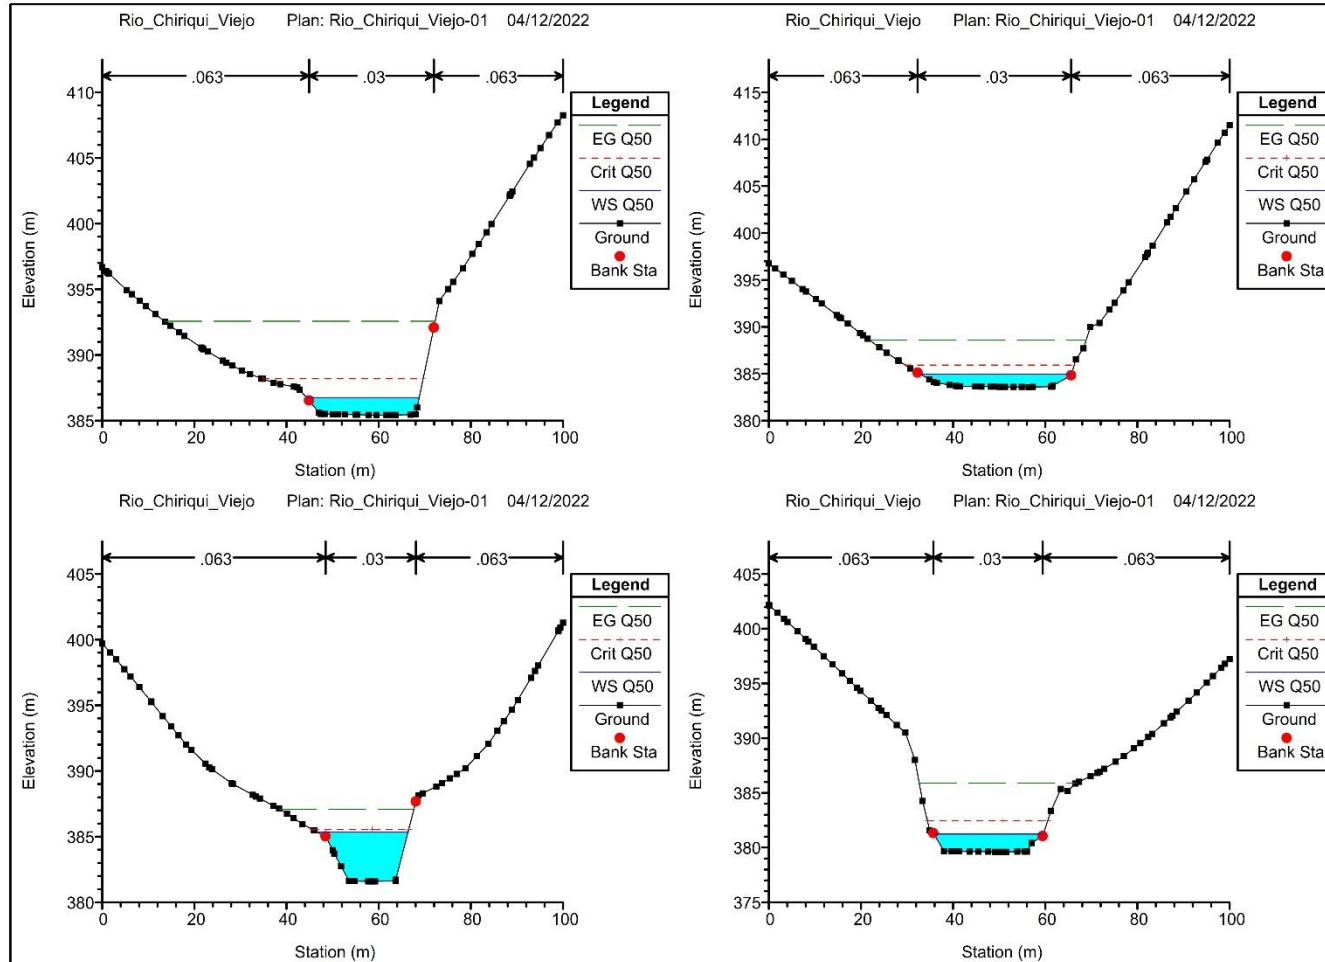 Rio_Chiriqui_Viejo Plan: Rio_Chiriqui_Viejo-01 04/12/2022
.063 .03 .063
Elevation (m)
410
405
400
395
390
385
0 20 40 60 80 100
Station (m)
Legend
EG Q50
Crit Q50
WS Q50
Ground
Bank Sta
Rio_Chiriqui_Viejo Plan: Rio_Chiriqui_Viejo-01 04/12/2022
.063 .03 .063
Elevation (m)
415
410
405
400
395
390
385
380
0 20 40 60 80 100
Station (m)
Legend
EG Q50
Crit Q50
WS Q50
Ground
Bank Sta
Rio_Chiriqui_Viejo Plan: Rio_Chiriqui_Viejo-01 04/12/2022
.063 .03 .063
Elevation (m)
405
400
395
390
385
380
0 20 40 60 80 100
Station (m)
Legend
EG Q50
Crit Q50
WS Q50
Ground
Bank Sta
Rio_Chiriqui_Viejo Plan: Rio_Chiriqui_Viejo-01 04/12/2022
.063 .03 .063
Elevation (m)
405
400
395
390
385
380
375
0 20 40 60 80 100
Station (m)
Legend
EG Q50
Crit Q50
WS Q50
Ground
Bank Sta